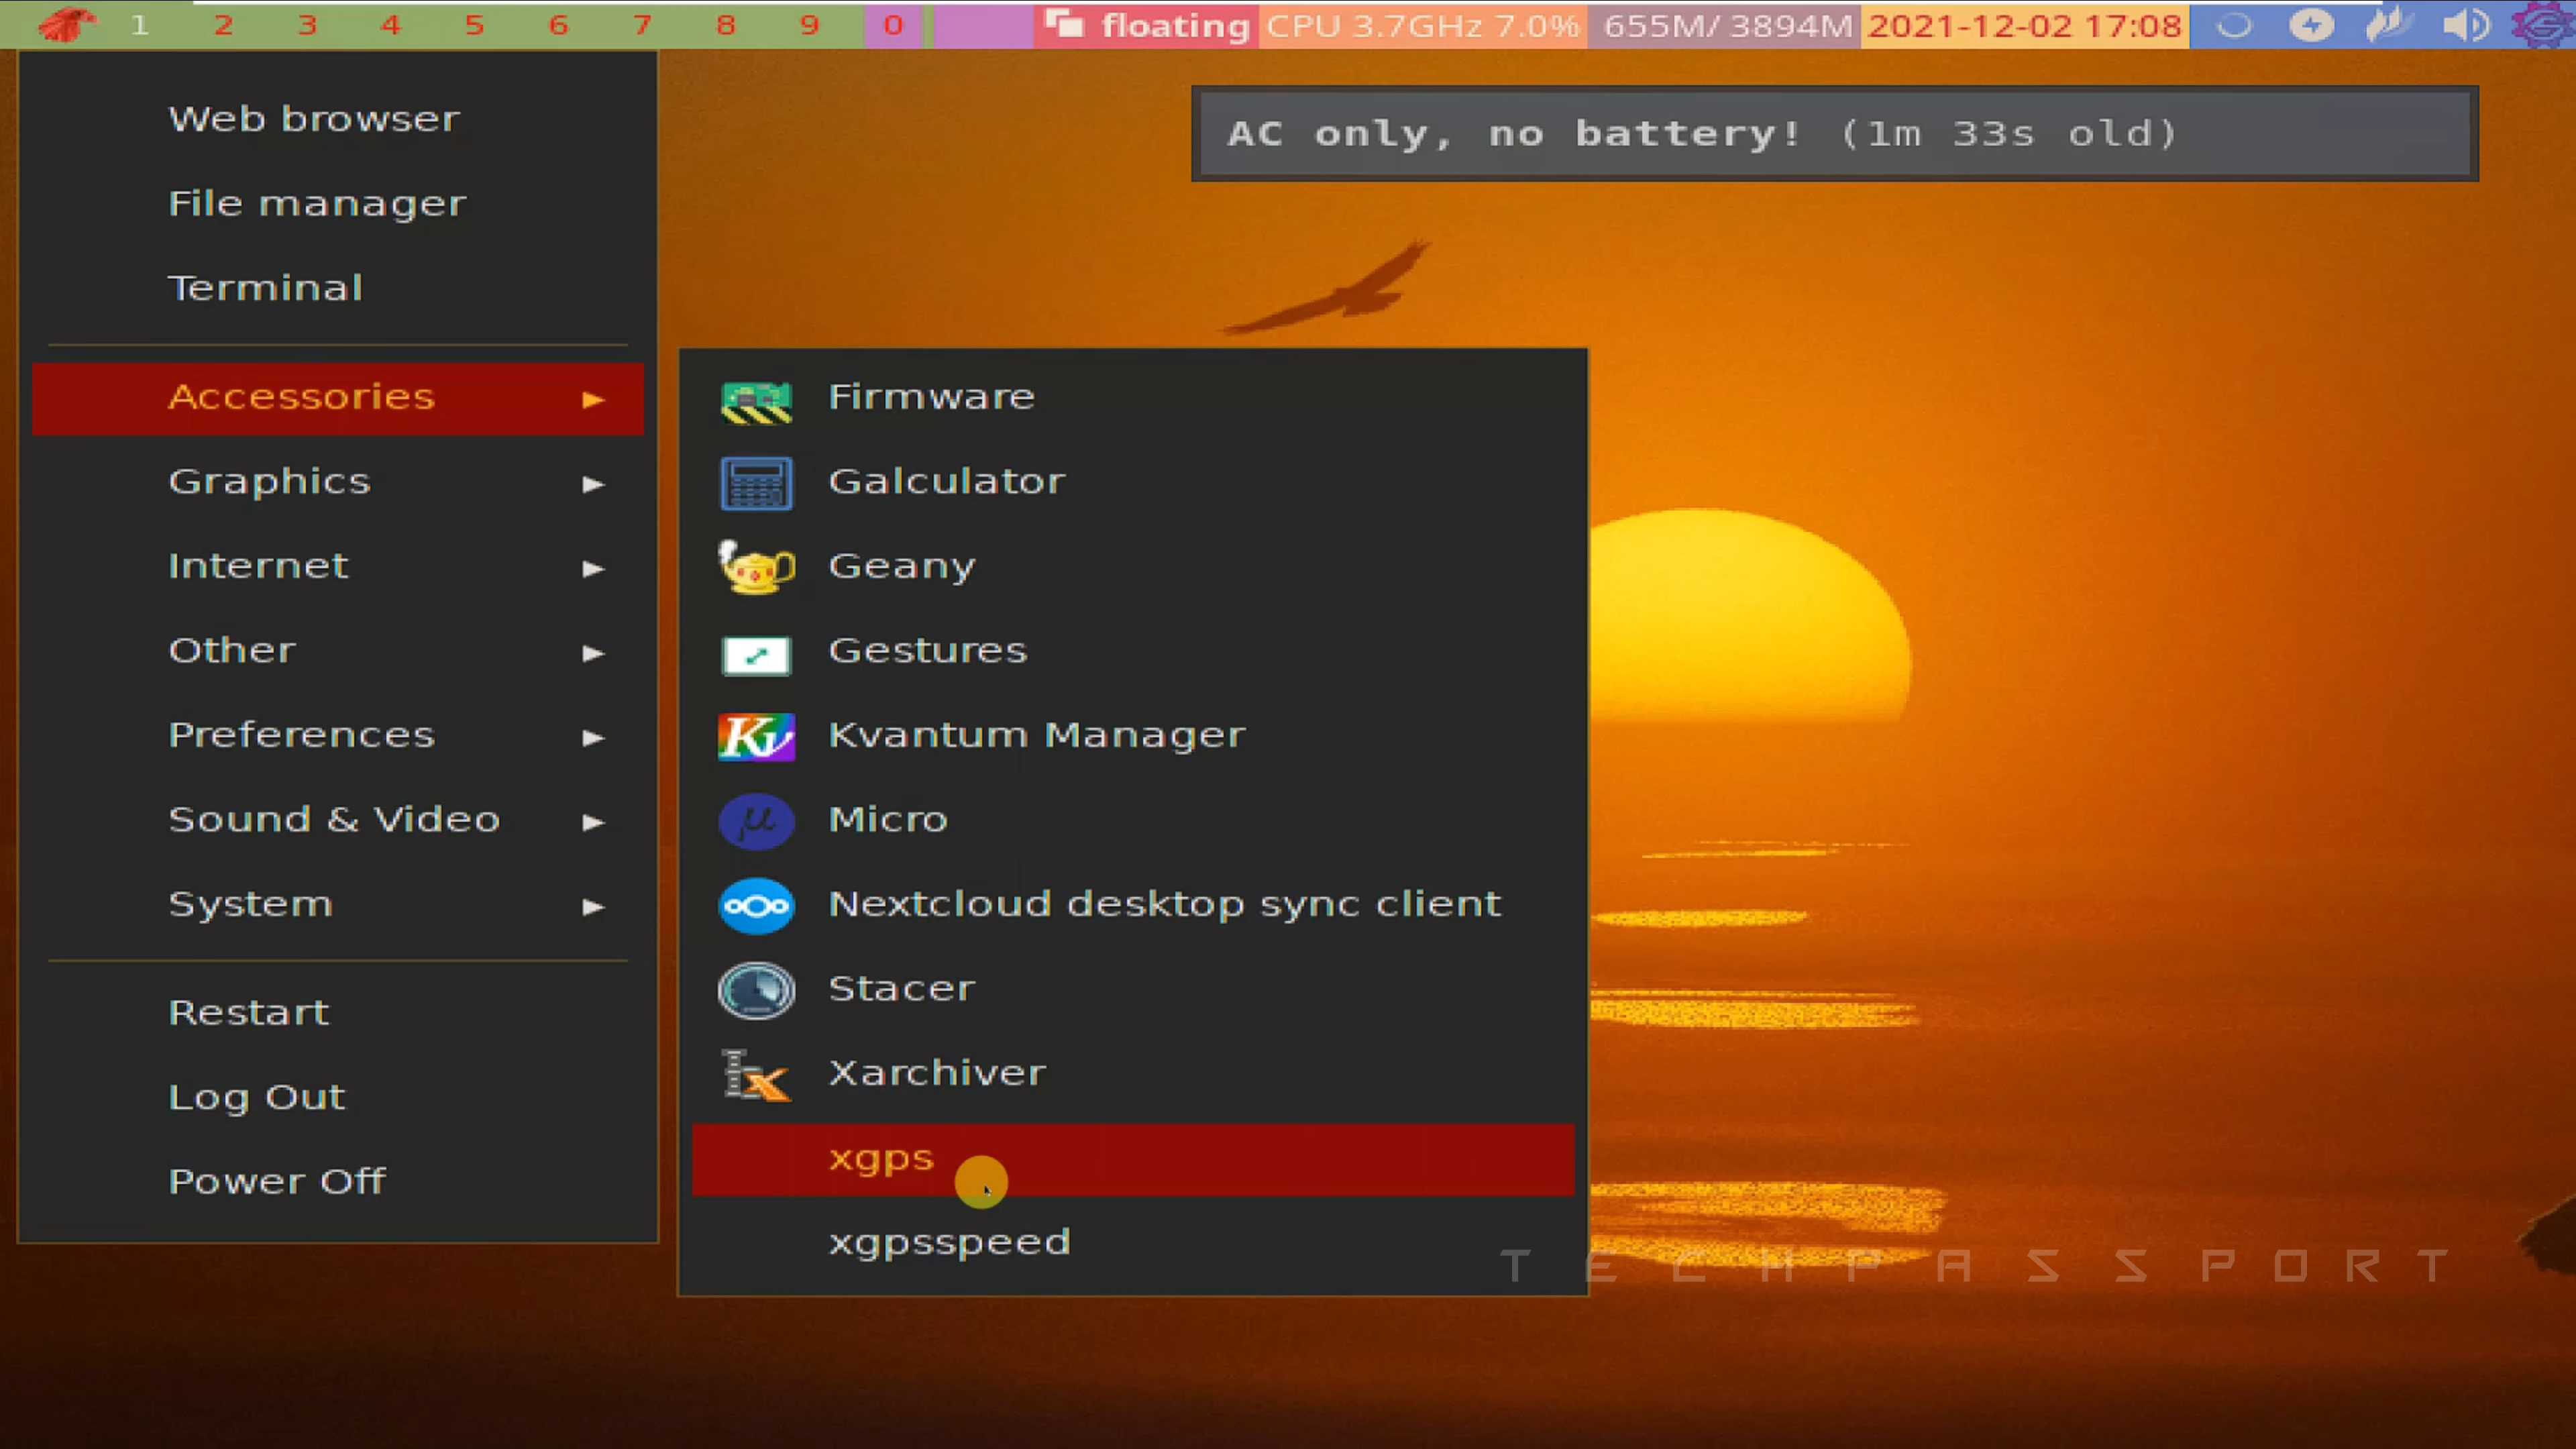 1 2 3 4 5 6 7 8 9 0 floating CPU 3.7GHz 7.0% 655M/ 3894M 2021-12-02 17:08
AC only, no battery! (1m 33s old)
Web browser
File manager
Terminal
Accessories
Graphics
Internet
Other
Preferences
Sound & Video
System
Restart
Log Out
Power Off
Firmware
Galculator
Geany
Gestures
Kv Kvantum Manager
μ Micro
Nextcloud desktop sync client
Stacer
Xarchiver
xgps
xgpsspeed
TECHPASSPORT